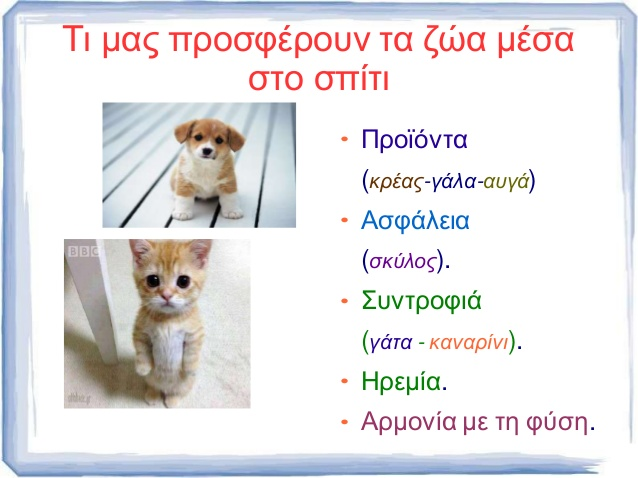 Τι μας προσφέρουν τα ζώα μέσα
στο σπίτι
• Προϊόντα
(κρέας-γάλα-αυγά)
• Ασφάλεια
(σκύλος).
• Συντροφιά
(γάτα - καναρίνι).
• Ηρεμία.
• Αρμονία με τη φύση.
BBC